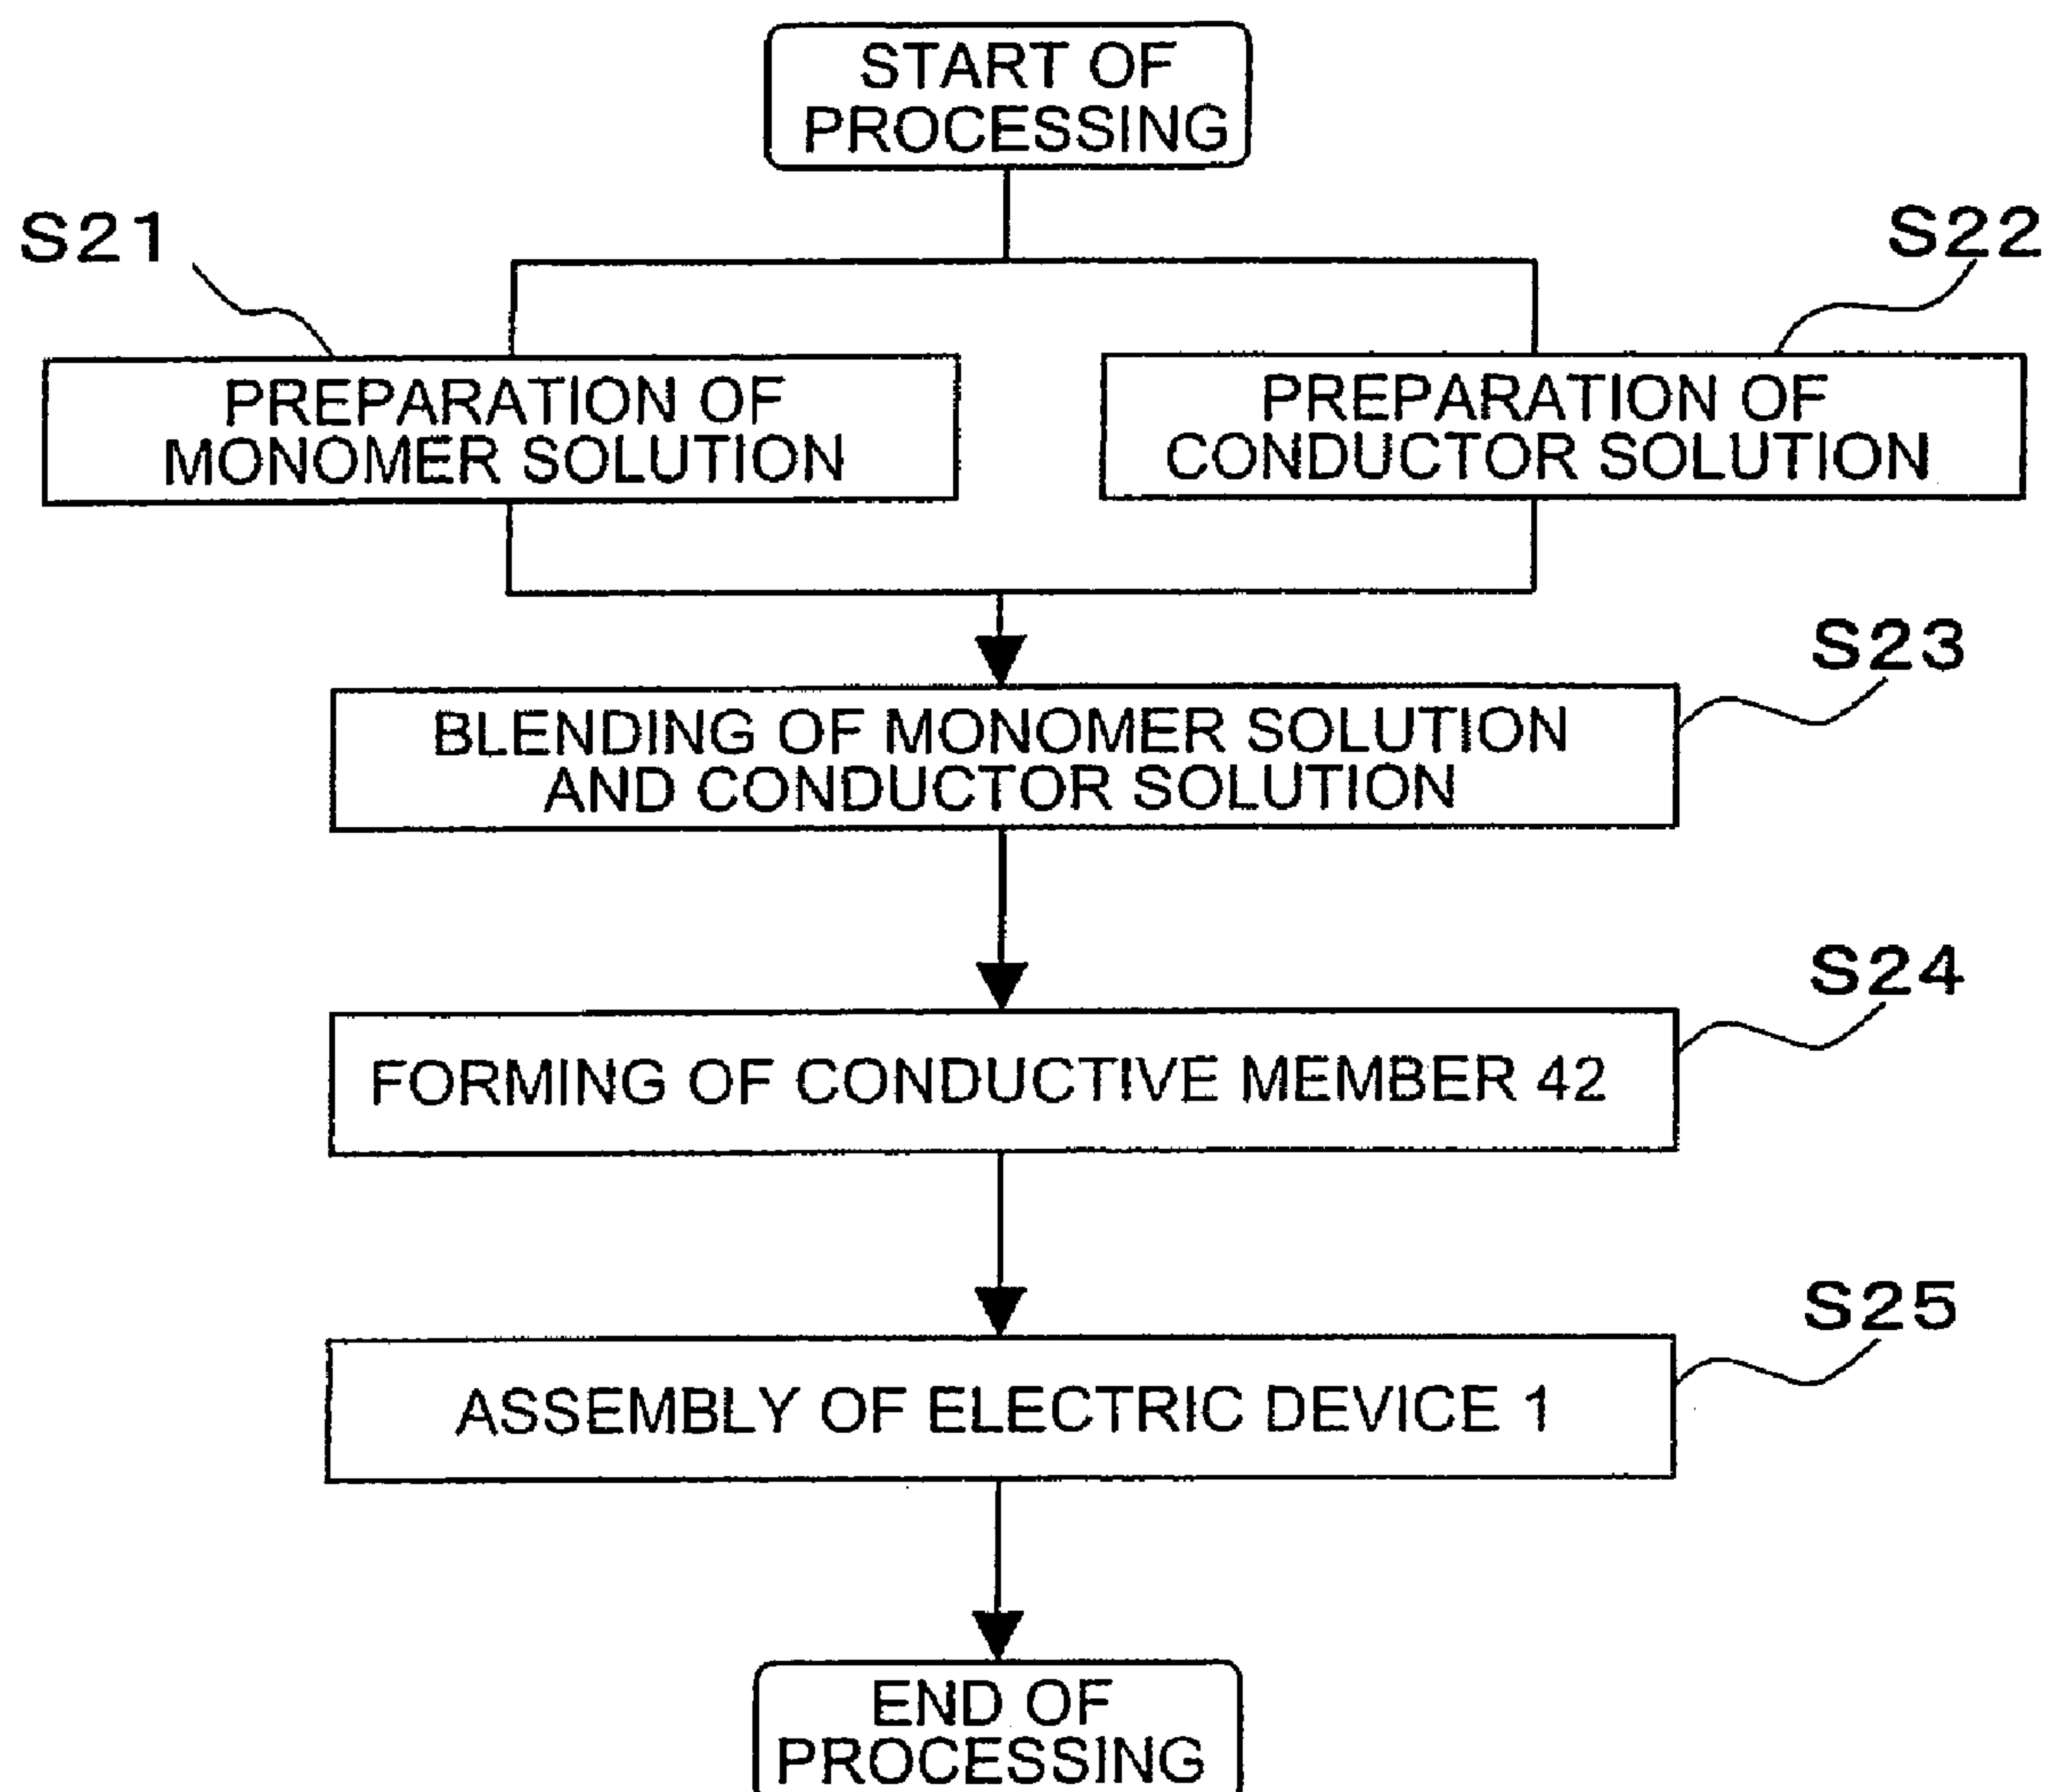 START OF
PROCESSING
S21
S22
PREPARATION OF
MONOMER SOLUTION
PREPARATION OF
CONDUCTOR SOLUTION
S23
BLENDING OF MONOMER SOLUTION
AND CONDUCTOR SOLUTION
S24
FORMING OF CONDUCTIVE MEMBER 42
S25
ASSEMBLY OF ELECTRIC DEVICE 1
END OF
PROCESSING